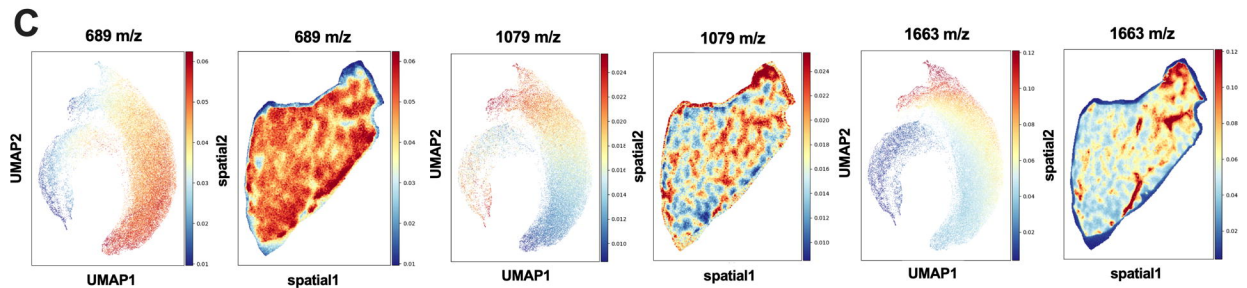 C
689 m/z
689 m/z
1079 m/z
1079 m/z
1663 m/z
1663 m/z
UMAP2
0.06
0.05
0.04
0.03
0.02
0.01
UMAP1
spatial2
0.06
0.05
0.04
0.03
0.02
0.01
spatial1
UMAP2
0.024
0.022
0.020
0.018
0.016
0.014
0.012
0.010
UMAP1
spatial2
0.024
0.022
0.020
0.018
0.016
0.014
0.012
0.010
spatial1
UMAP2
0.12
0.10
0.08
0.06
0.04
0.02
UMAP1
spatial2
0.12
0.10
0.08
0.06
0.04
0.02
spatial1